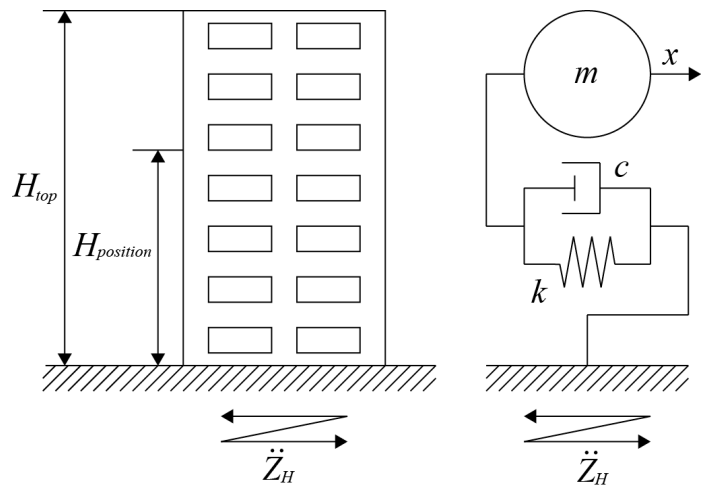 H_top
H_position
Z̈_H
m
x
c
k
Z̈_H